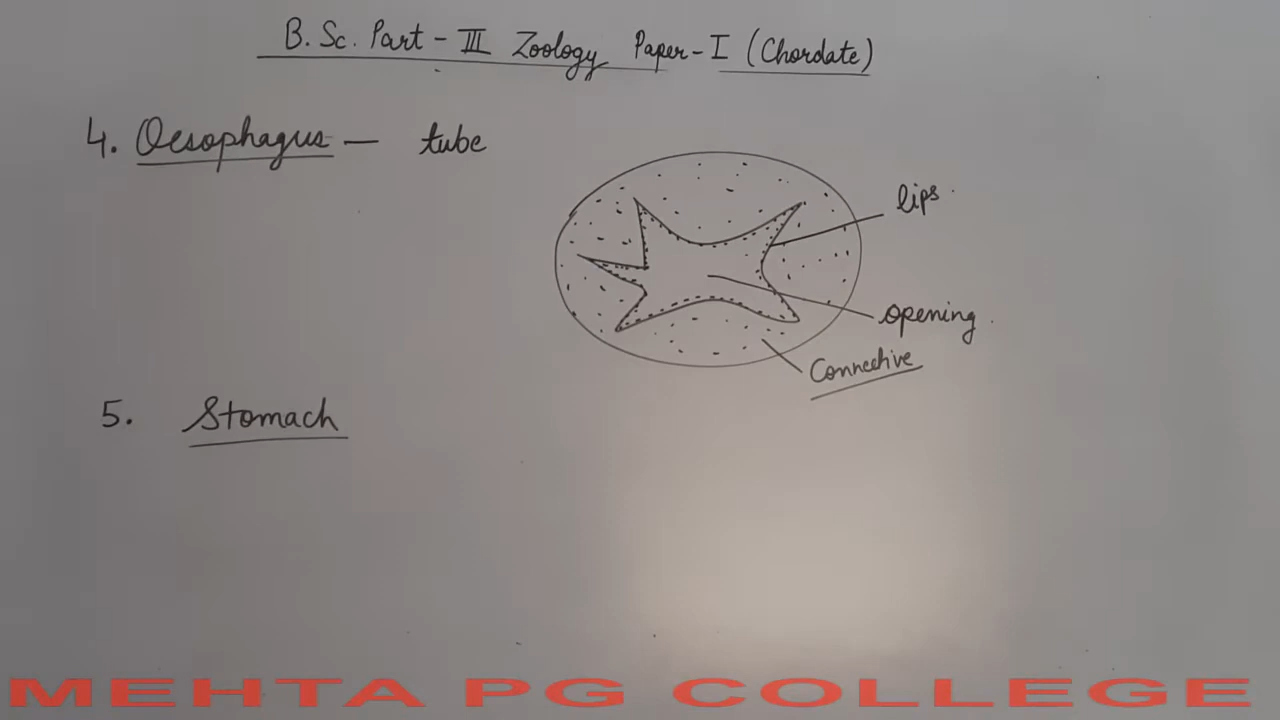 B. Sc. Part - III Zoology Paper - I (Chordate)
4. Oesophagus — tube
lips
opening
Connective
5. Stomach
MEHTA PG COLLEGE